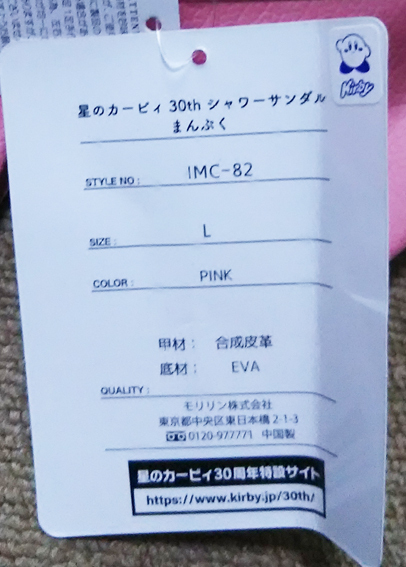 Kirby
星のカービィ 30th シャワーサンダル
まんぷく
STYLE NO : IMC-82
SIZE : L
COLOR : PINK
甲材： 合成皮革
底材： EVA
QUALITY :
モリリン株式会社
東京都中央区東日本橋 2-1-3
0120-977771 中国製
星のカービィ30周年特設サイト
https://www.kirby.jp/30th/